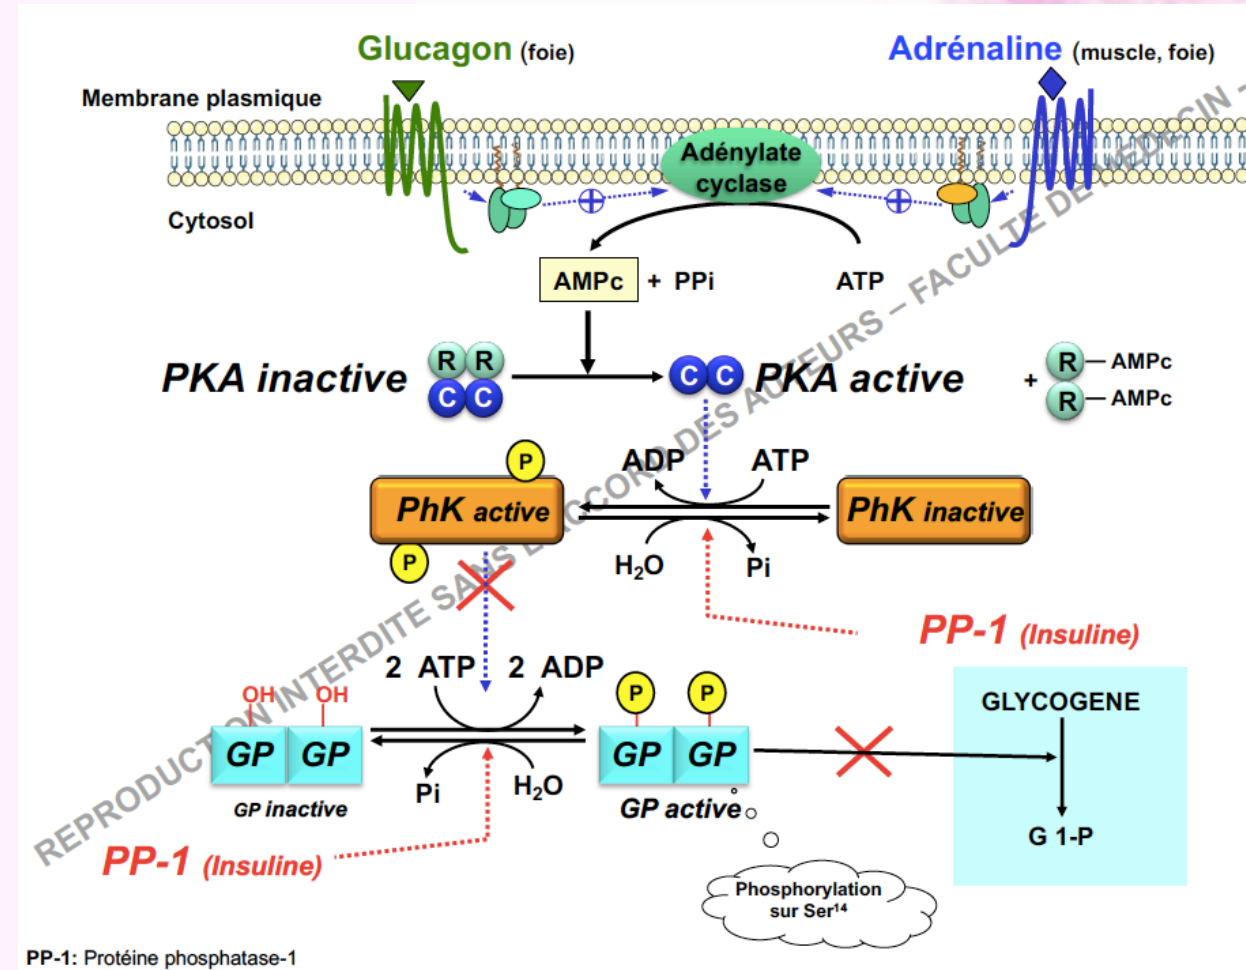 Glucagon (foie)
Adrénaline (muscle, foie)
Membrane plasmique
Adénylate
cyclase
Cytosol
AMPc + PPi
ATP
PKA inactive
R R
C C
C C
PKA active
+
R — AMPc
R — AMPc
P
ADP
ATP
PhK active
PhK inactive
P
H₂O
Pi
PP-1 (Insuline)
2 ATP
2 ADP
OH
OH
P
P
GLYCOGENE
GP GP
GP GP
Pi
H₂O
GP inactive
GP active
G 1-P
PP-1 (Insuline)
Phosphorylation
sur Ser¹⁴
PP-1: Protéine phosphatase-1
REPRODUCTION INTERDITE SANS L'ACCORD DES AUTEURS – FACULTE DE MEDECIN -